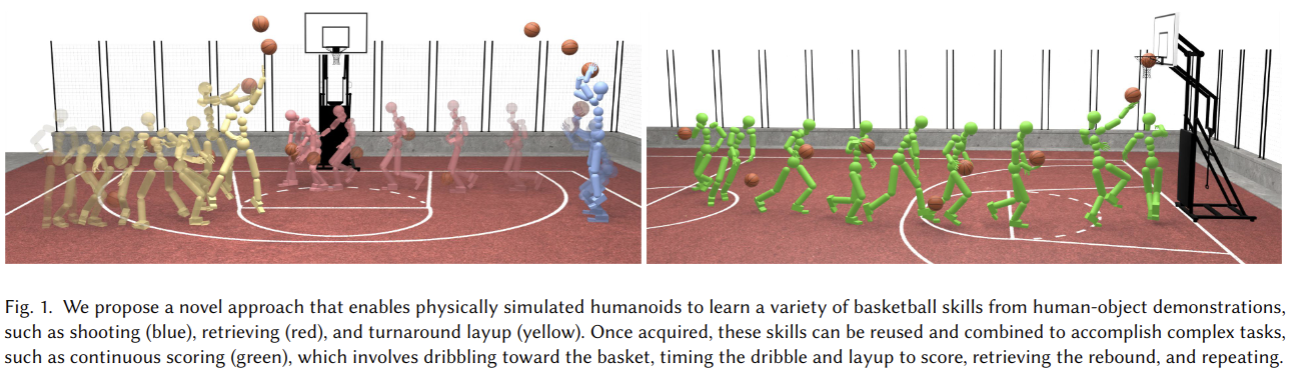 Fig. 1. We propose a novel approach that enables physically simulated humanoids to learn a variety of basketball skills from human-object demonstrations,
such as shooting (blue), retrieving (red), and turnaround layup (yellow). Once acquired, these skills can be reused and combined to accomplish complex tasks,
such as continuous scoring (green), which involves dribbling toward the basket, timing the dribble and layup to score, retrieving the rebound, and repeating.